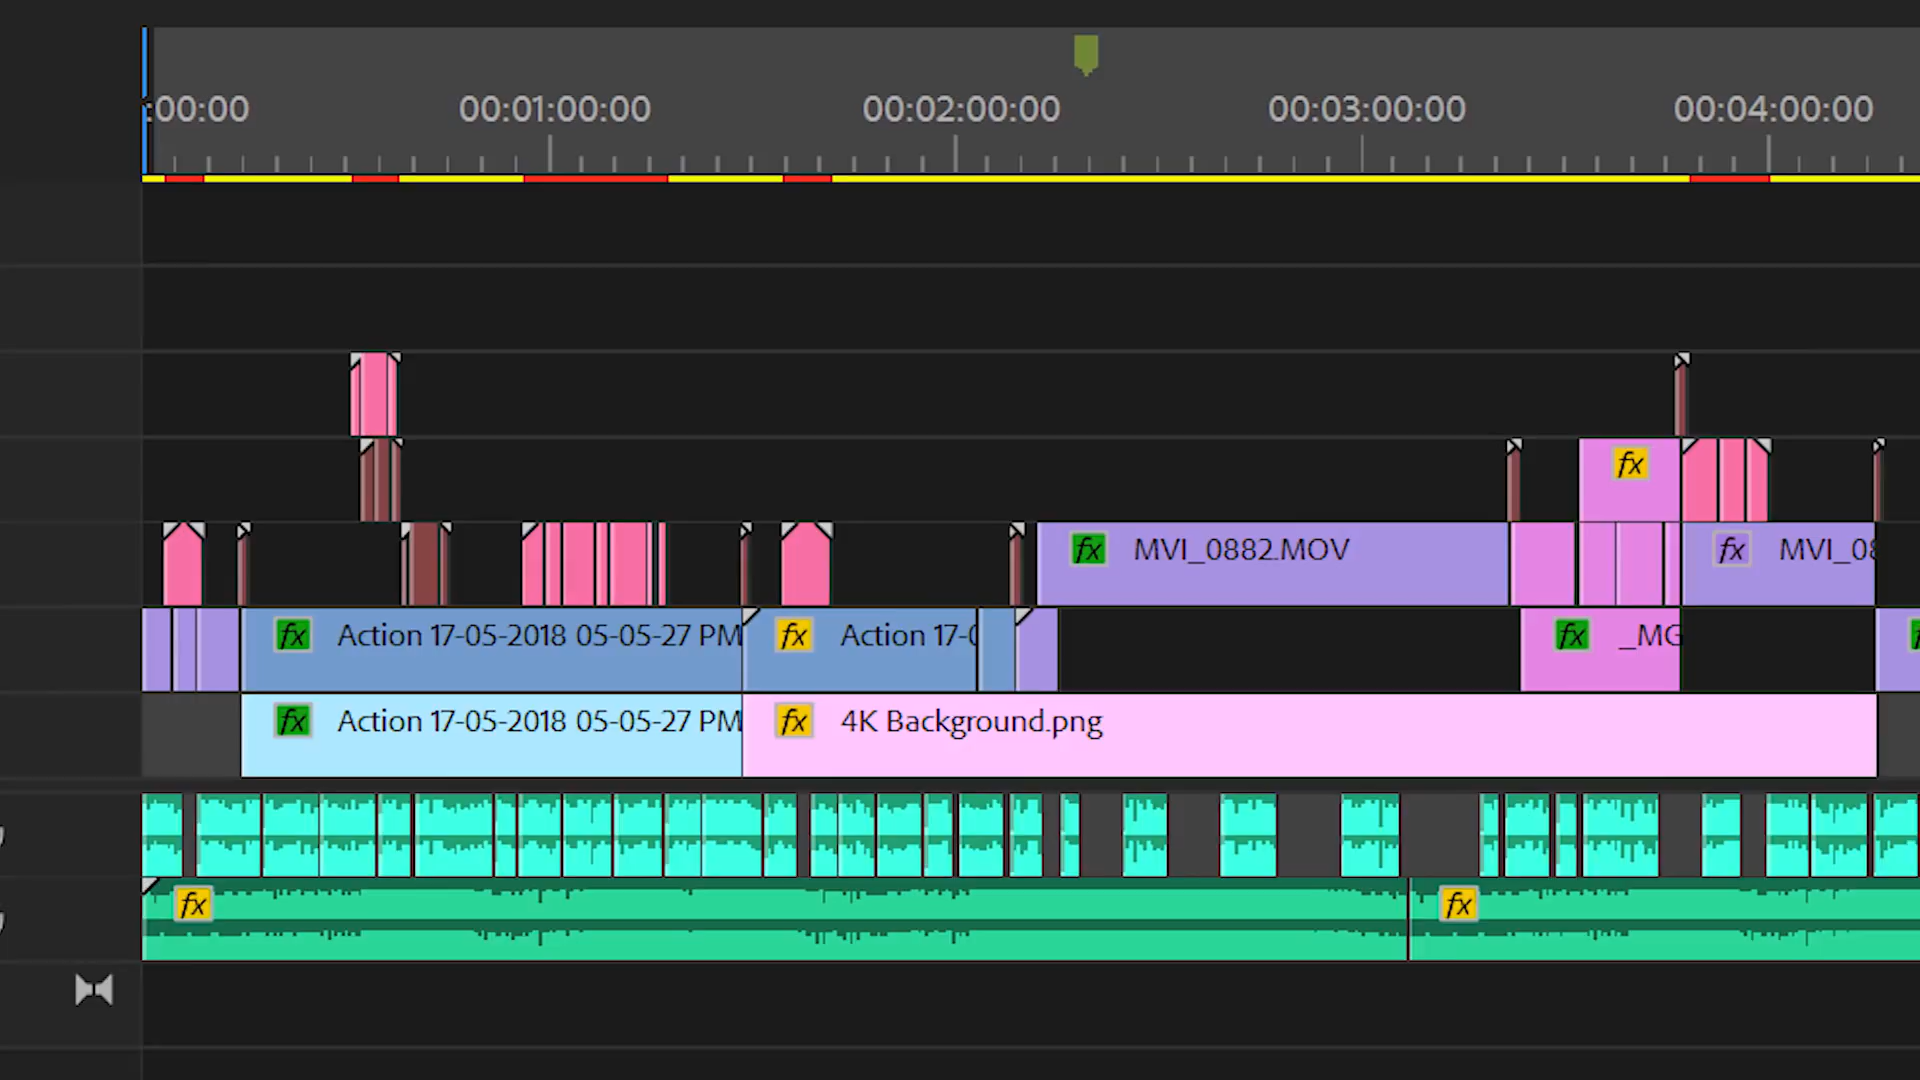 :00:00 00:01:00:00 00:02:00:00 00:03:00:00 00:04:00:00
fx
fx MVI_0882.MOV fx MVI_08
fx Action 17-05-2018 05-05-27 PM fx Action 17-0 fx _MG
fx Action 17-05-2018 05-05-27 PM fx 4K Background.png
fx fx